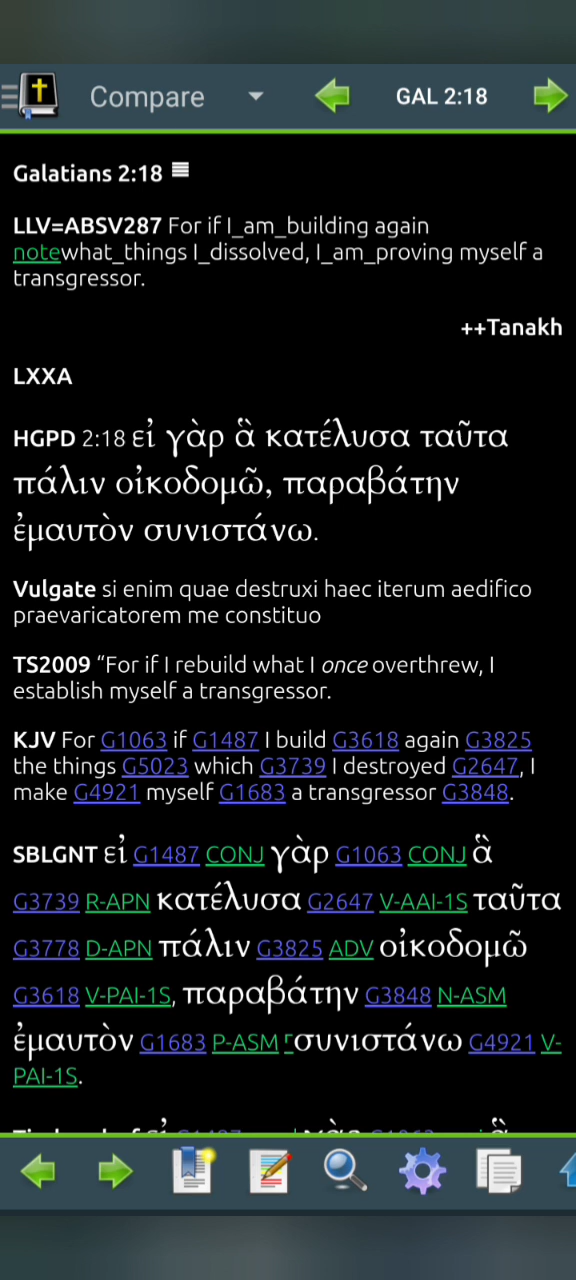 Compare
GAL 2:18
Galatians 2:18
LLV=ABSV287 For if I_am_building again
notewhat_things I_dissolved, I_am_proving myself a
transgressor.
++Tanakh
LXXA
HGPD 2:18 εἰ γὰρ ἃ κατέλυσα ταῦτα
πάλιν οἰκοδομῶ, παραβάτην
ἐμαυτὸν συνιστάνω.
Vulgate si enim quae destruxi haec iterum aedifico
praevaricatorem me constituo
TS2009 “For if I rebuild what I once overthrew, I
establish myself a transgressor.
KJV For G1063 if G1487 I build G3618 again G3825
the things G5023 which G3739 I destroyed G2647, I
make G4921 myself G1683 a transgressor G3848.
SBLGNT εἰ G1487 CONJ γὰρ G1063 CONJ ἃ
G3739 R-APN κατέλυσα G2647 V-AAI-1S ταῦτα
G3778 D-APN πάλιν G3825 ADV οἰκοδομῶ
G3618 V-PAI-1S, παραβάτην G3848 N-ASM
ἐμαυτὸν G1683 P-ASM ⸀συνιστάνω G4921 V-
PAI-1S.